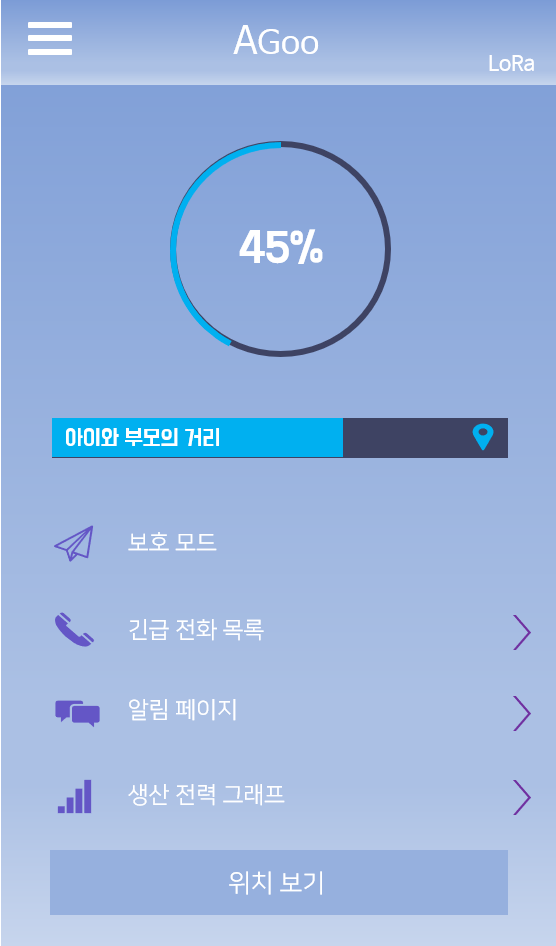 AGoo
LoRa
45%
아이와 부모의 거리
보호 모드
긴급 전화 목록
알림 페이지
생산 전력 그래프
위치 보기